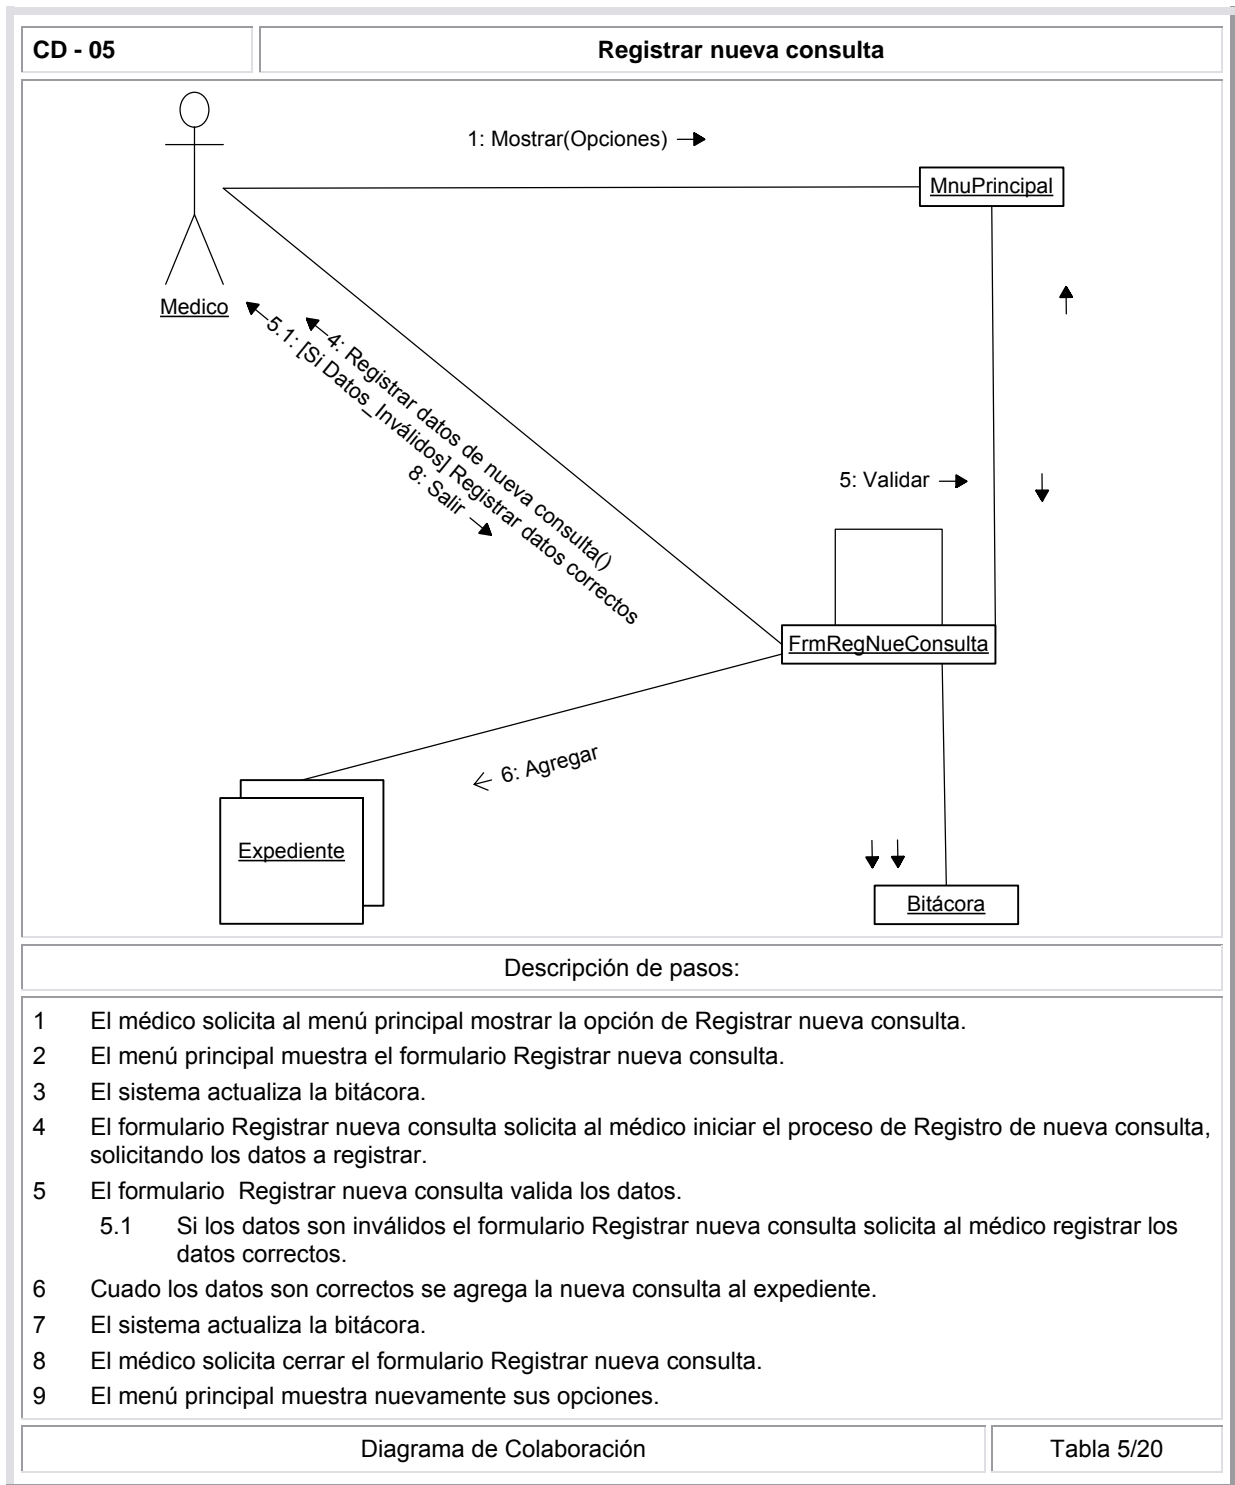 CD - 05
Registrar nueva consulta
1: Mostrar(Opciones)
MnuPrincipal
Medico
4: Registrar datos de nueva consulta()
5.1: [Si Datos_Inválidos] Registrar datos correctos
8: Salir
5: Validar
FrmRegNueConsulta
6: Agregar
Expediente
Bitácora
Descripción de pasos:
1 El médico solicita al menú principal mostrar la opción de Registrar nueva consulta.
2 El menú principal muestra el formulario Registrar nueva consulta.
3 El sistema actualiza la bitácora.
4 El formulario Registrar nueva consulta solicita al médico iniciar el proceso de Registro de nueva consulta,
solicitando los datos a registrar.
5 El formulario Registrar nueva consulta valida los datos.
5.1 Si los datos son inválidos el formulario Registrar nueva consulta solicita al médico registrar los
datos correctos.
6 Cuado los datos son correctos se agrega la nueva consulta al expediente.
7 El sistema actualiza la bitácora.
8 El médico solicita cerrar el formulario Registrar nueva consulta.
9 El menú principal muestra nuevamente sus opciones.
Diagrama de Colaboración
Tabla 5/20